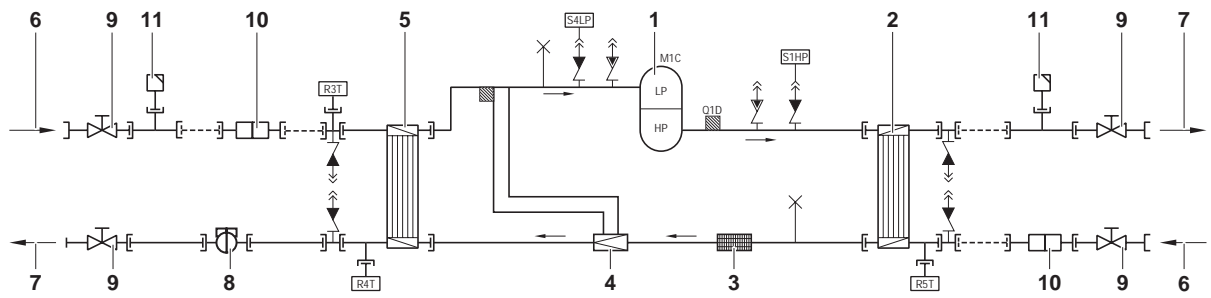 6 9 11 10 5 S4LP 1 M1C S1HP 2 11 9 7
R3T LP Q1D
HP
7 9 8 R4T 4 3 R5T 10 9 6